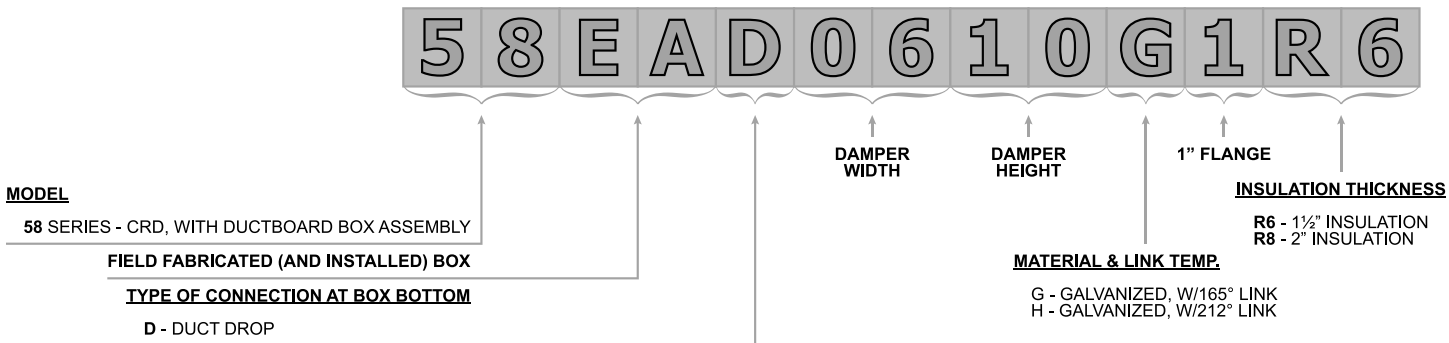 58EAD0610G1R6
DAMPER
WIDTH
DAMPER
HEIGHT
1” FLANGE
MODEL
58 SERIES - CRD, WITH DUCTBOARD BOX ASSEMBLY
FIELD FABRICATED (AND INSTALLED) BOX
TYPE OF CONNECTION AT BOX BOTTOM
D - DUCT DROP
MATERIAL & LINK TEMP.
G - GALVANIZED, W/165° LINK
H - GALVANIZED, W/212° LINK
INSULATION THICKNESS
R6 - 1½” INSULATION
R8 - 2” INSULATION